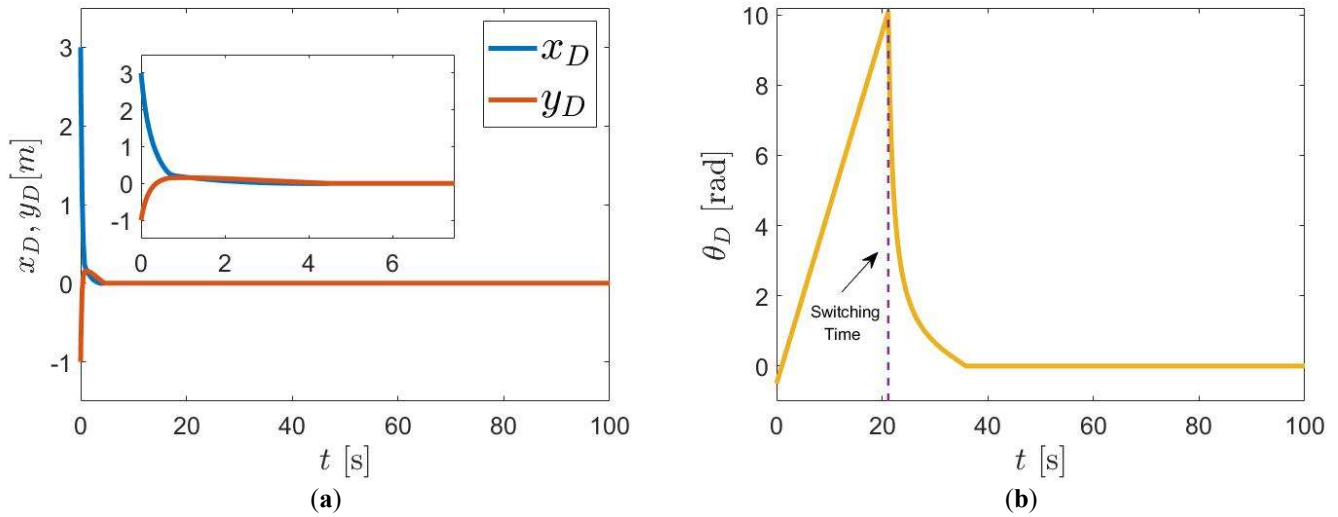 3
2
1
0
-1
x_D, y_D[m]
0 20 40 60 80 100
t [s]
3
2
1
0
-1
0 2 4 6
x_D
y_D
(a)
10
8
6
4
2
0
θ_D [rad]
Switching
Time
0 20 40 60 80 100
t [s]
(b)